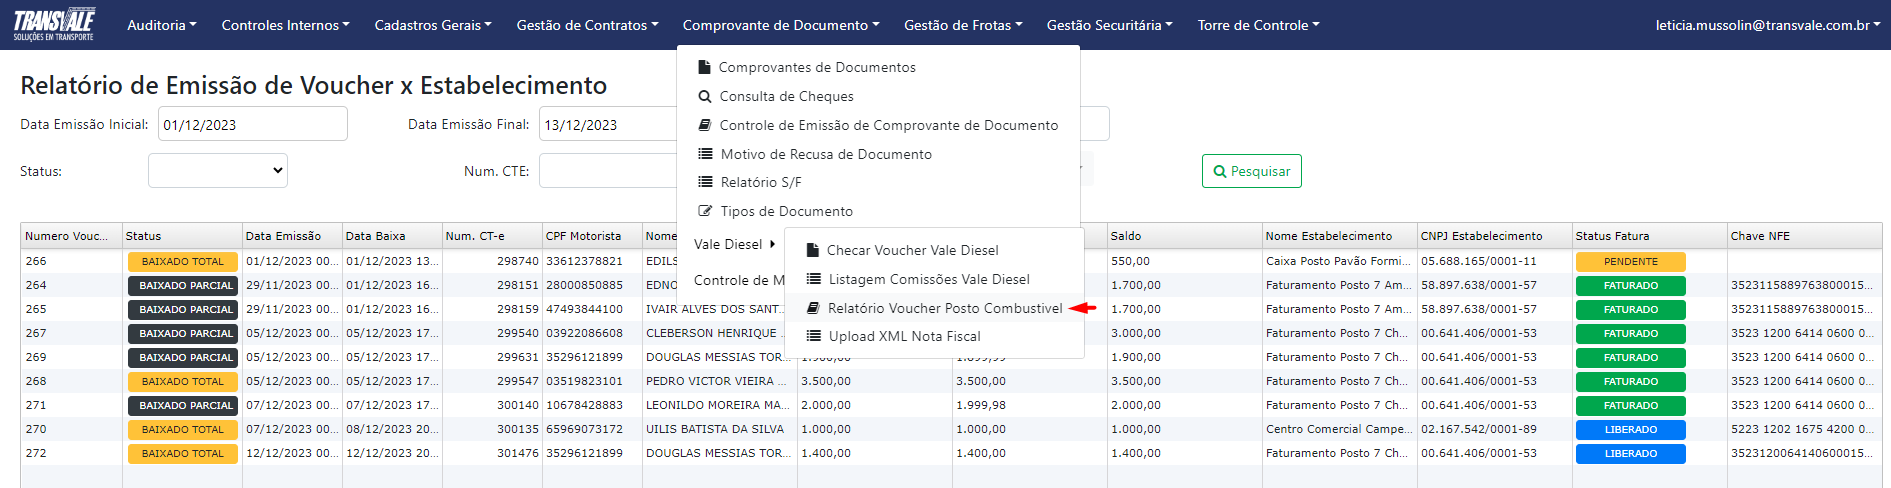 TRANSVALE
SOLUÇÕES EM TRANSPORTE
Auditoria Controles Internos Cadastros Gerais Gestão de Contratos Comprovante de Documento Gestão de Frotas Gestão Securitária Torre de Controle leticia.mussolin@transvale.com.br
Relatório de Emissão de Voucher x Estabelecimento
Data Emissão Inicial: 01/12/2023 Data Emissão Final: 13/12/2023
Status: Num. CTE: Pesquisar
Comprovantes de Documentos
Consulta de Cheques
Controle de Emissão de Comprovante de Documento
Motivo de Recusa de Documento
Relatório S/F
Tipos de Documento
Vale Diesel
Controle de M
Checar Voucher Vale Diesel
Listagem Comissões Vale Diesel
Relatório Voucher Posto Combustivel
Upload XML Nota Fiscal
Numero Vouc... Status Data Emissão Data Baixa Num. CT-e CPF Motorista Nome Saldo Nome Estabelecimento CNPJ Estabelecimento Status Fatura Chave NFE
266 BAIXADO TOTAL 01/12/2023 00... 01/12/2023 13... 298740 33612378821 EDILS 550,00 Caixa Posto Pavão Formi... 05.688.165/0001-11 PENDENTE
264 BAIXADO PARCIAL 01/12/2023 00... 01/12/2023 16... 298151 28000850885 EDNO 1.700,00 Faturamento Posto 7 Am... 58.897.638/0001-57 FATURADO 3523115889763800015...
265 BAIXADO PARCIAL 01/12/2023 00... 01/12/2023 16... 298159 47493844100 IVAIR ALVES DOS SANT... 1.700,00 Faturamento Posto 7 Am... 58.897.638/0001-57 FATURADO 3523115889763800015...
267 BAIXADO PARCIAL 05/12/2023 00... 05/12/2023 17... 299540 03922086608 CLEBERSON HENRIQUE ... 3.000,00 Faturamento Posto 7 Ch... 00.641.406/0001-53 FATURADO 3523 1200 6414 0600 0...
269 BAIXADO PARCIAL 05/12/2023 00... 05/12/2023 17... 299631 35296121899 DOUGLAS MESSIAS TOR... 1.900,00 1.899,99 1.900,00 Faturamento Posto 7 Ch... 00.641.406/0001-53 FATURADO 3523 1200 6414 0600 0...
268 BAIXADO TOTAL 05/12/2023 00... 05/12/2023 17... 299547 03519823101 PEDRO VICTOR VIEIRA ... 3.500,00 3.500,00 3.500,00 Faturamento Posto 7 Ch... 00.641.406/0001-53 FATURADO 3523 1200 6414 0600 0...
271 BAIXADO PARCIAL 07/12/2023 00... 07/12/2023 17... 300140 10678428883 LEONILDO MOREIRA MA... 2.000,00 1.999,98 2.000,00 Faturamento Posto 7 Ch... 00.641.406/0001-53 FATURADO 3523 1200 6414 0600 0...
270 BAIXADO TOTAL 07/12/2023 00... 08/12/2023 20... 300135 65969073172 UILIS BATISTA DA SILVA 1.000,00 1.000,00 1.000,00 Centro Comercial Campe... 02.167.542/0001-89 LIBERADO 5223 1202 1675 4200 0...
272 BAIXADO TOTAL 12/12/2023 00... 12/12/2023 20... 301476 35296121899 DOUGLAS MESSIAS TOR... 1.400,00 1.400,00 1.400,00 Faturamento Posto 7 Ch... 00.641.406/0001-53 LIBERADO 3523120064140600015...